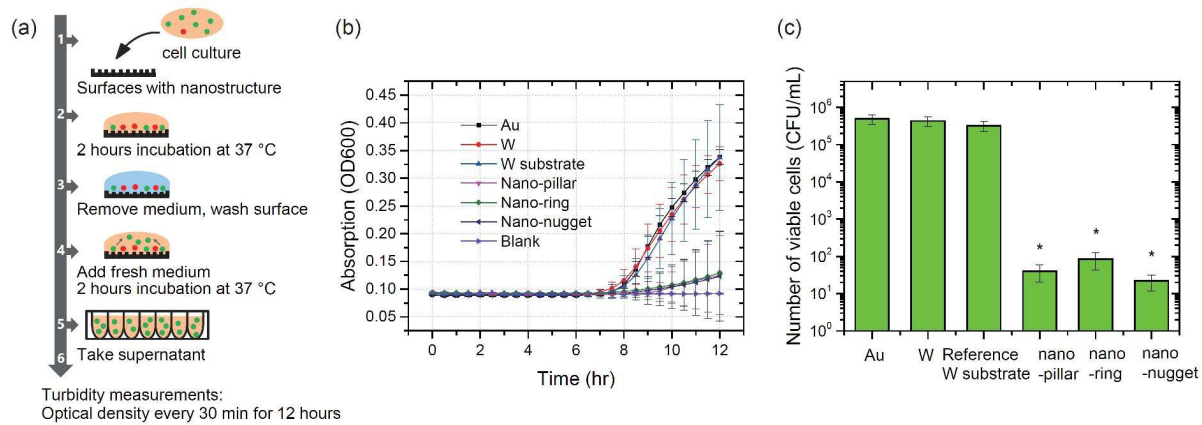 (a)
1
cell culture
Surfaces with nanostructure
2
2 hours incubation at 37 °C
3
Remove medium, wash surface
4
Add fresh medium
2 hours incubation at 37 °C
5
Take supernatant
6
Turbidity measurements:
Optical density every 30 min for 12 hours
(b)
Absorption (OD600)
0.45
0.40
0.35
0.30
0.25
0.20
0.15
0.10
0.05
Au
W
W substrate
Nano-pillar
Nano-ring
Nano-nugget
Blank
0 2 4 6 8 10 12
Time (hr)
(c)
Number of viable cells (CFU/mL)
10^6
10^5
10^4
10^3
10^2
10^1
10^0
* * *
Au W Reference nano nano nano
W substrate -pillar -ring -nugget